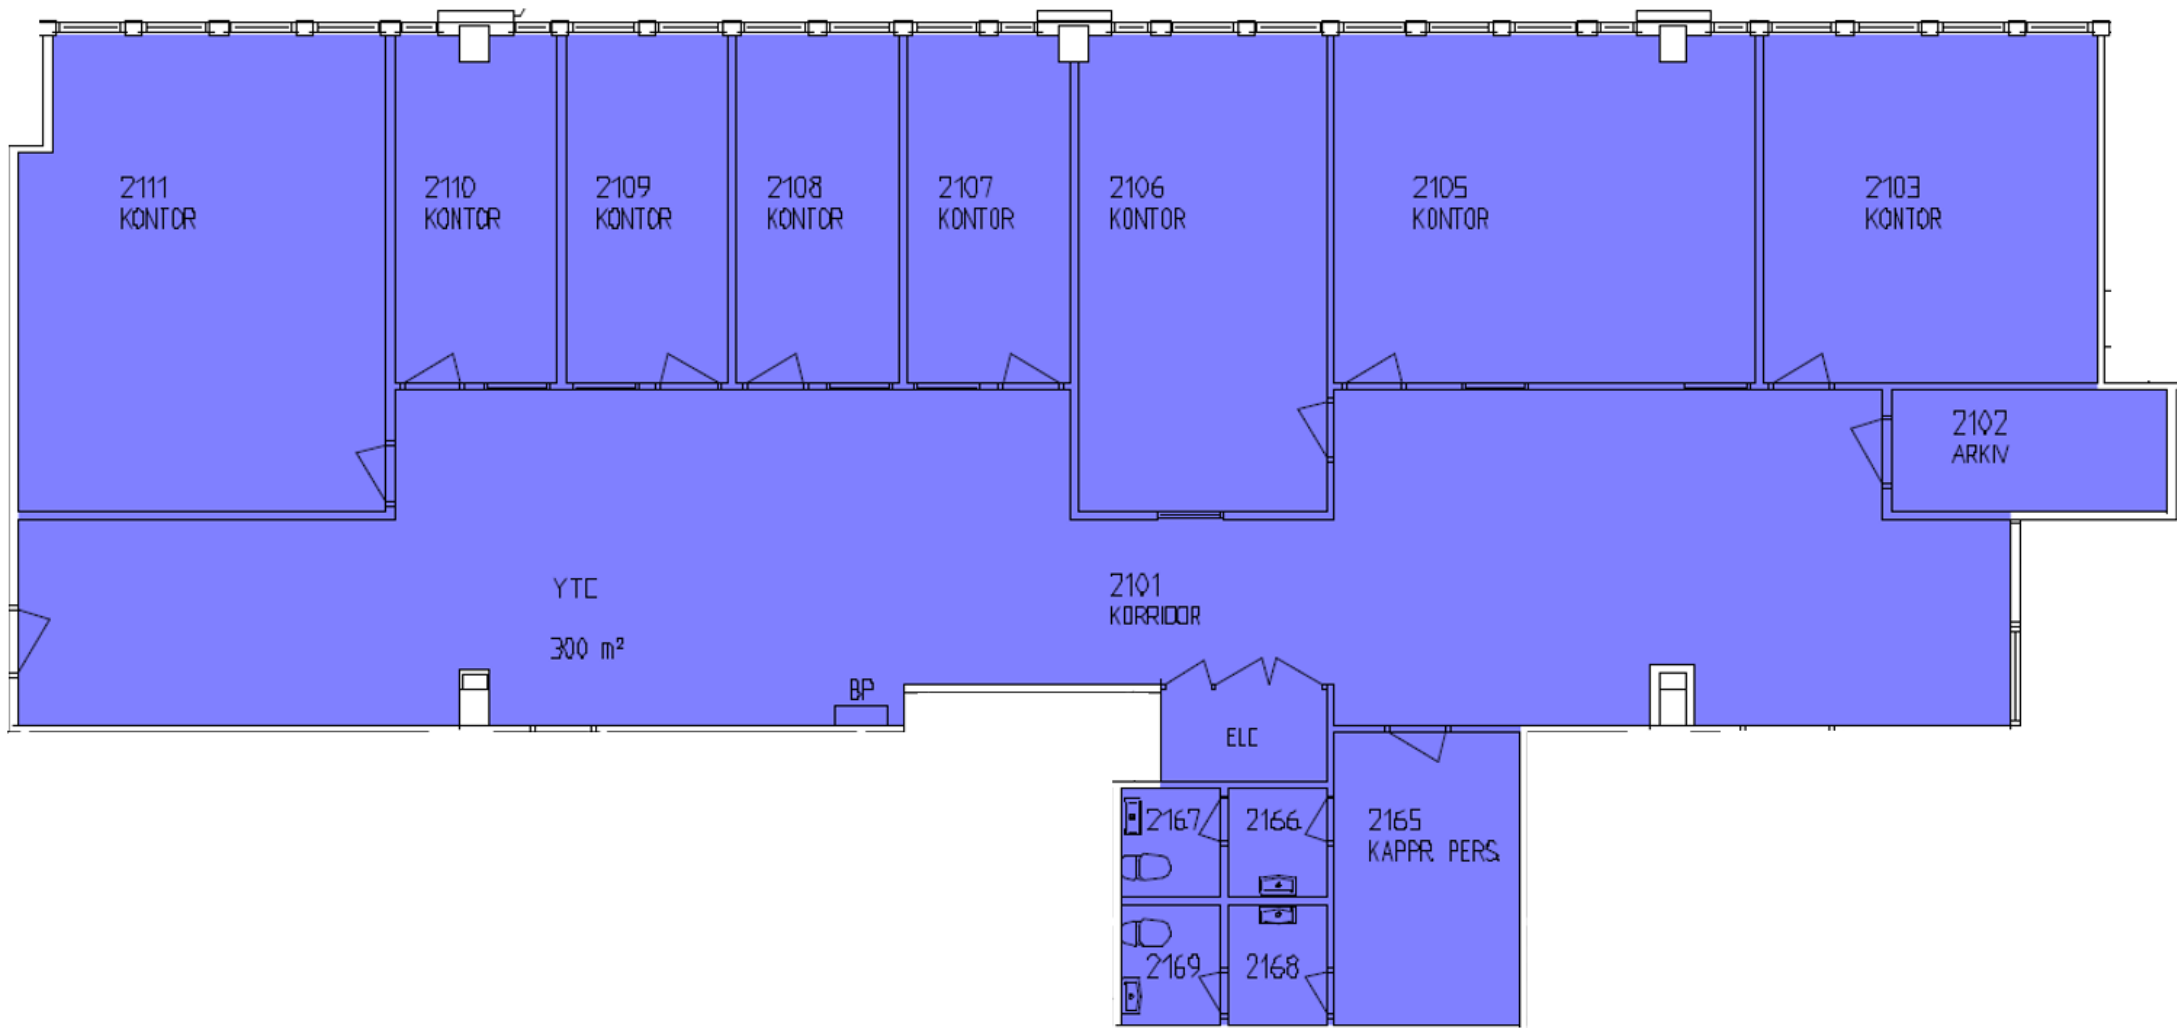 2111
KONTOR
2110
KONTOR
2109
KONTOR
2108
KONTOR
2107
KONTOR
2106
KONTOR
2105
KONTOR
2103
KONTOR
2102
ARKIV
YTC
300 m²
2101
KORRIDOR
BP
ELC
2167
2166
2165
KAPPR. PERS.
2169
2168